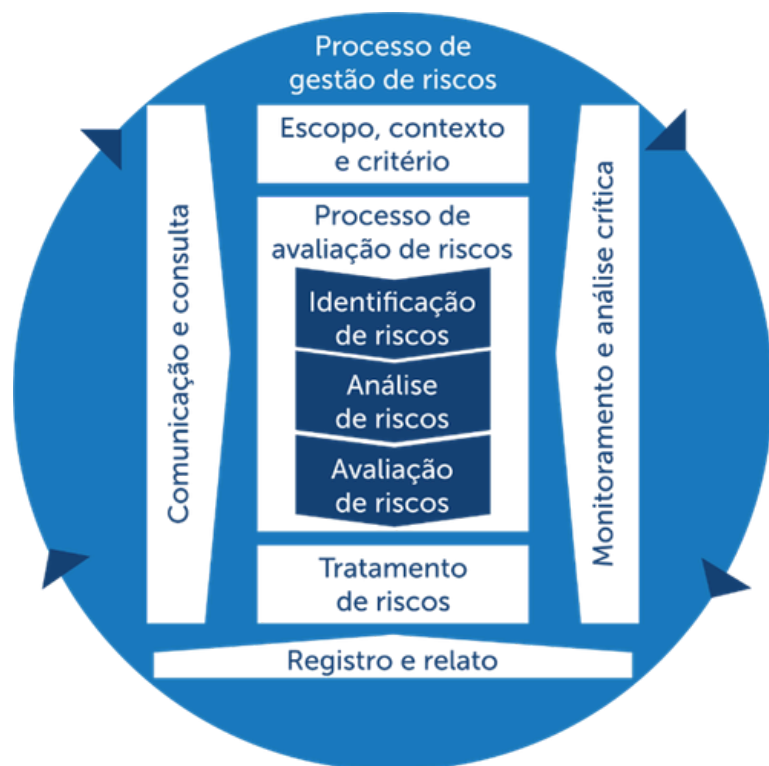 Processo de
gestão de riscos
Escopo, contexto
e critério
Processo de
avaliação de riscos
Identificação
de riscos
Análise
de riscos
Avaliação
de riscos
Tratamento
de riscos
Comunicação e consulta
Monitoramento e análise crítica
Registro e relato